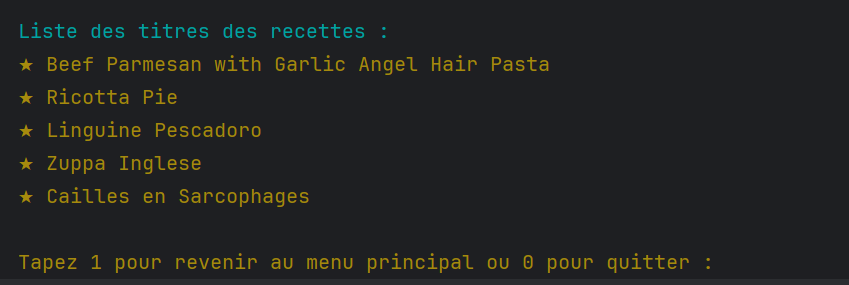 Liste des titres des recettes :
★ Beef Parmesan with Garlic Angel Hair Pasta
★ Ricotta Pie
★ Linguine Pescadoro
★ Zuppa Inglese
★ Cailles en Sarcophages
Tapez 1 pour revenir au menu principal ou 0 pour quitter :